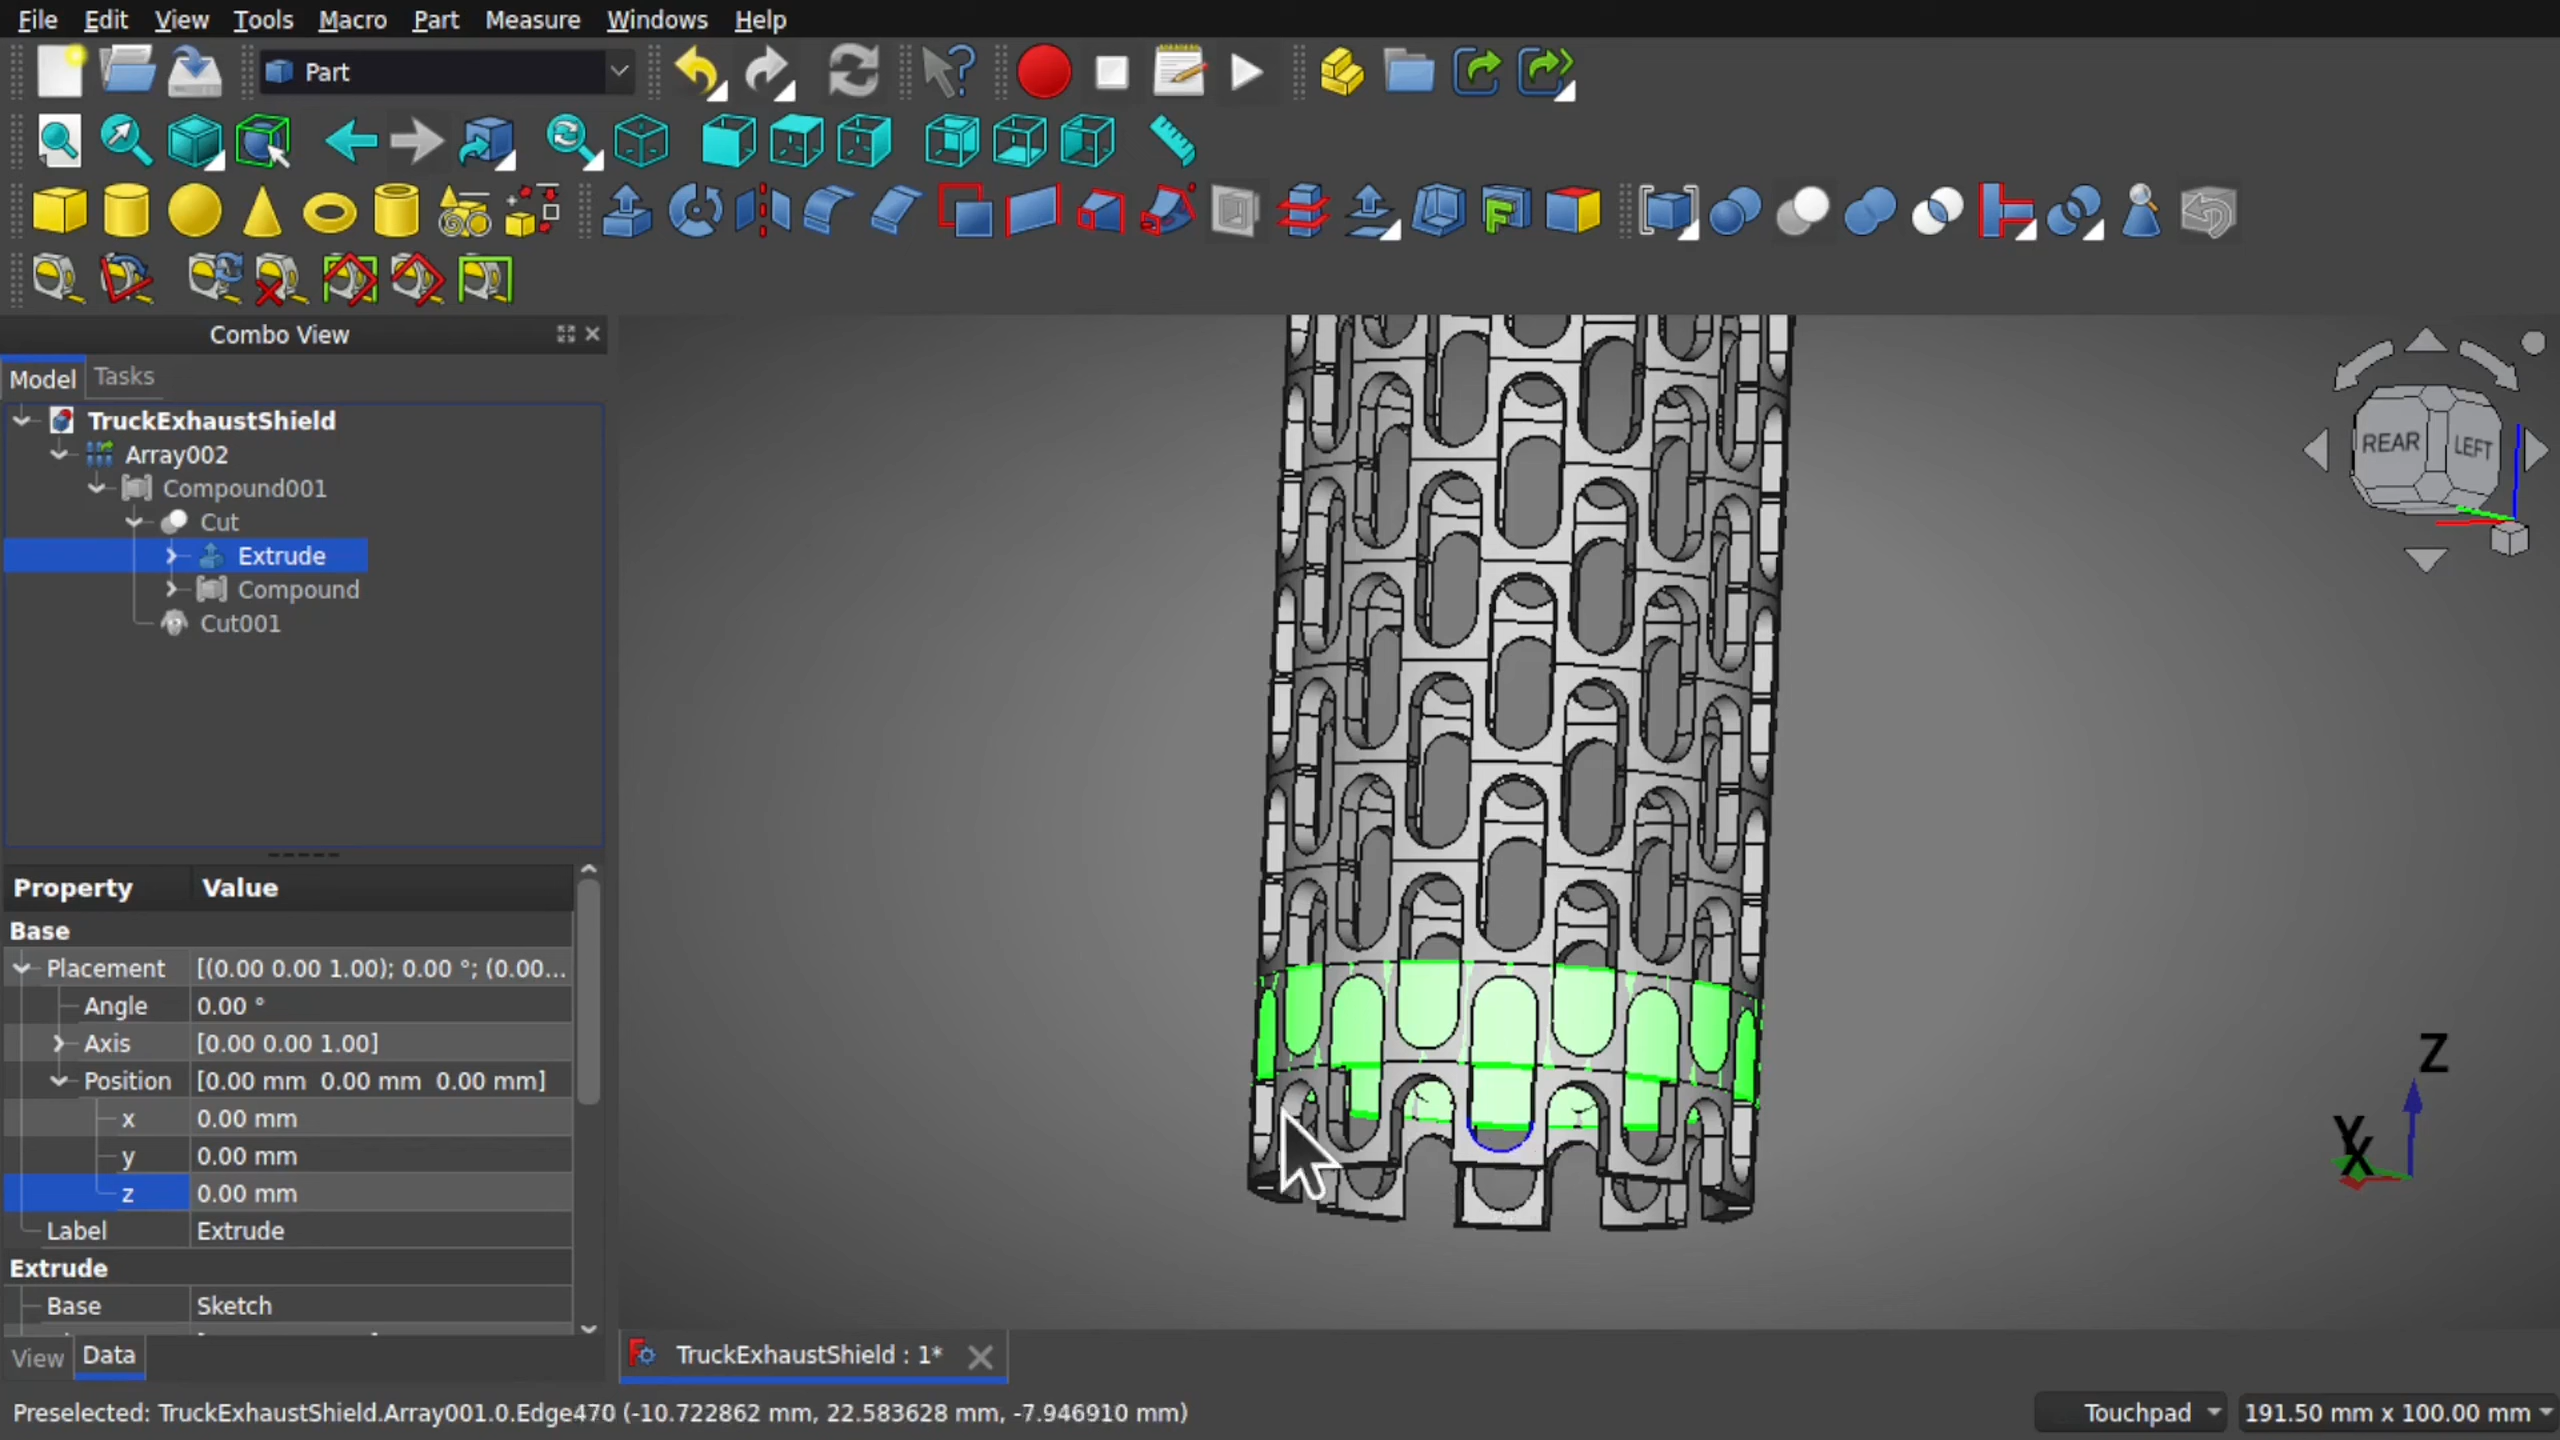 File Edit View Tools Macro Part Measure Windows Help
Part
Combo View
Model Tasks
TruckExhaustShield
Array002
Compound001
Cut
Extrude
Compound
Cut001
REAR LEFT
Property Value
Base
Placement [(0.00 0.00 1.00); 0.00 °; (0.00...
Angle 0.00 °
Axis [0.00 0.00 1.00]
Position [0.00 mm 0.00 mm 0.00 mm]
x 0.00 mm
y 0.00 mm
z 0.00 mm
Label Extrude
Extrude
Base Sketch
Z
Y
X
View Data
TruckExhaustShield : 1*
Preselected: TruckExhaustShield.Array001.0.Edge470 (-10.722862 mm, 22.583628 mm, -7.946910 mm)
Touchpad 191.50 mm x 100.00 mm